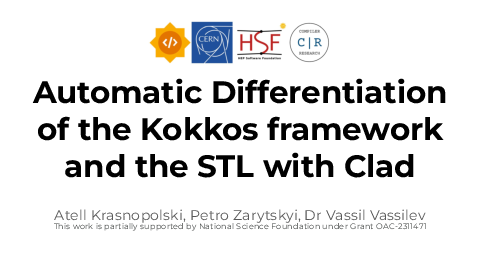 CERN
HSF
HEP Software Foundation
COMPILER
C|R
RESEARCH
Automatic Differentiation
of the Kokkos framework
and the STL with Clad
Atell Krasnopolski, Petro Zarytskyi, Dr Vassil Vassilev
This work is partially supported by National Science Foundation under Grant OAC-2311471